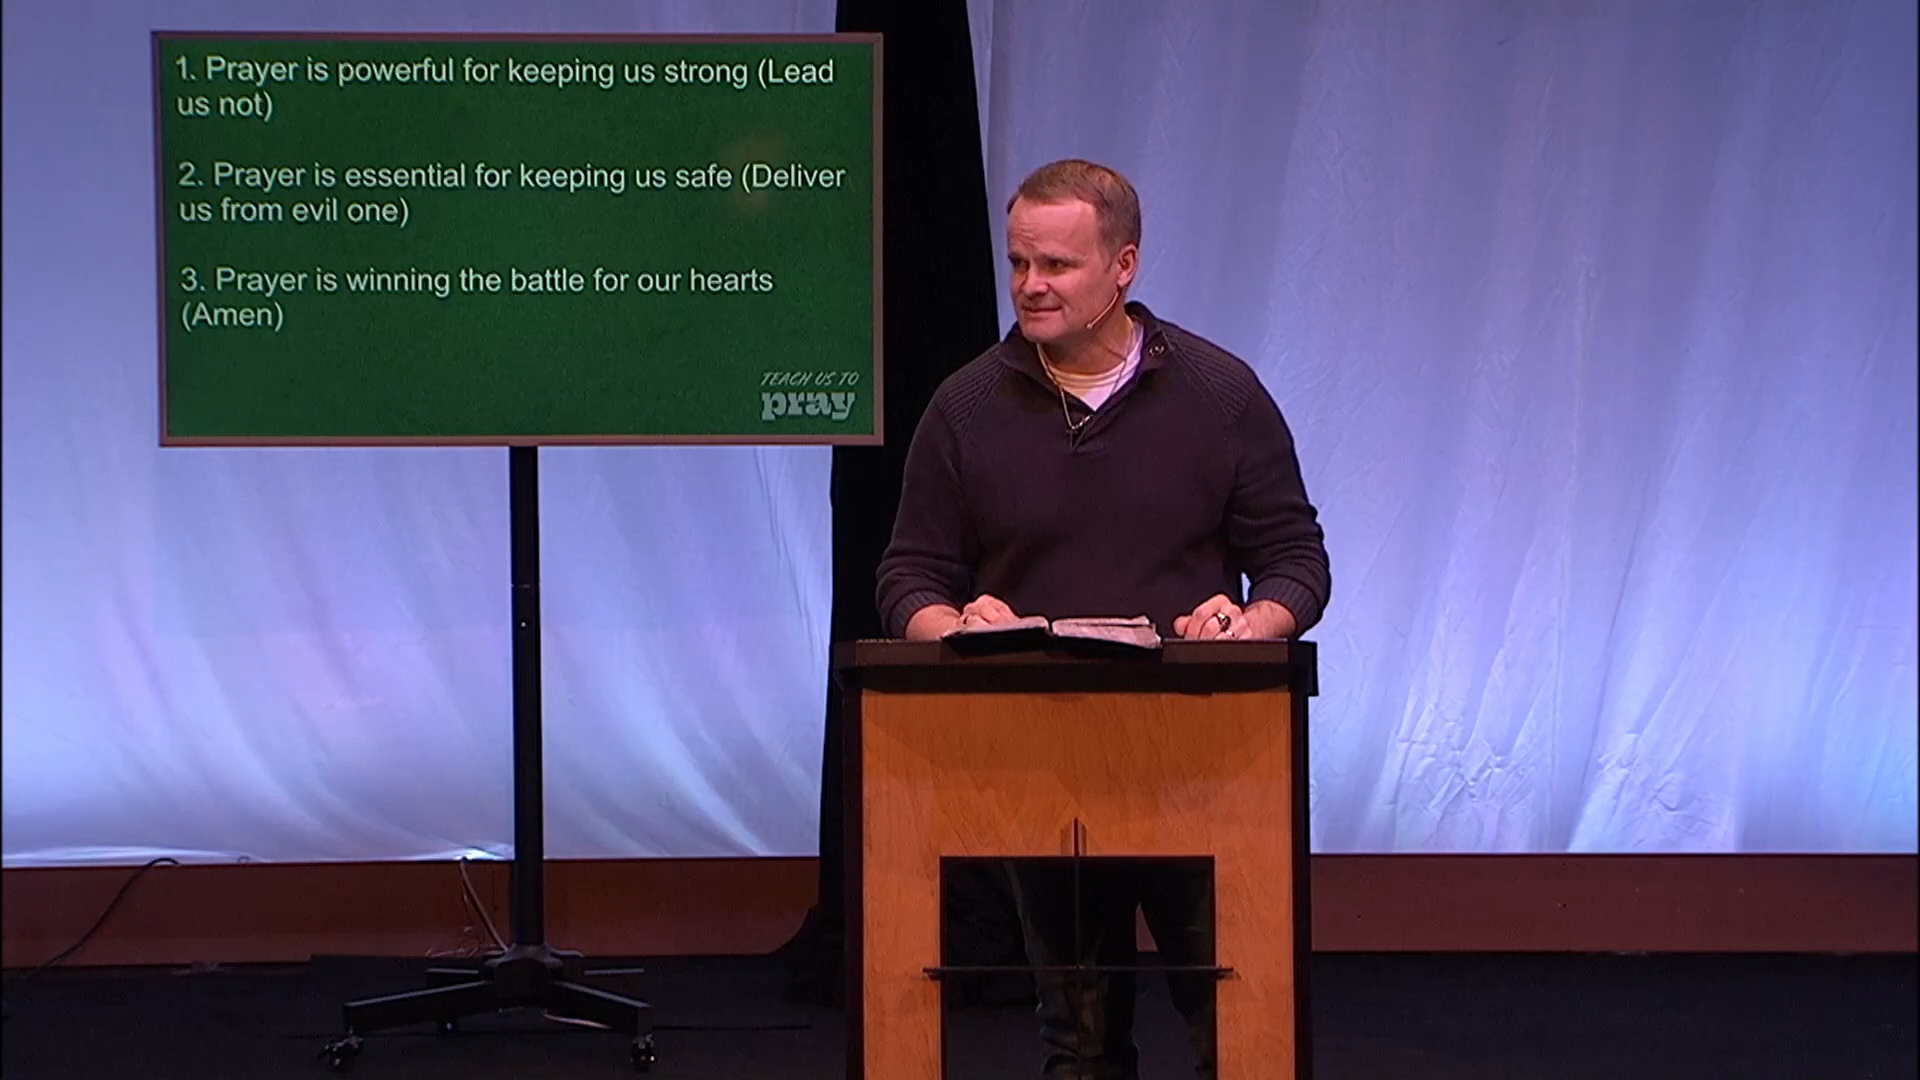 1. Prayer is powerful for keeping us strong (Lead
us not)
2. Prayer is essential for keeping us safe (Deliver
us from evil one)
3. Prayer is winning the battle for our hearts
(Amen)
TEACH US TO
pray